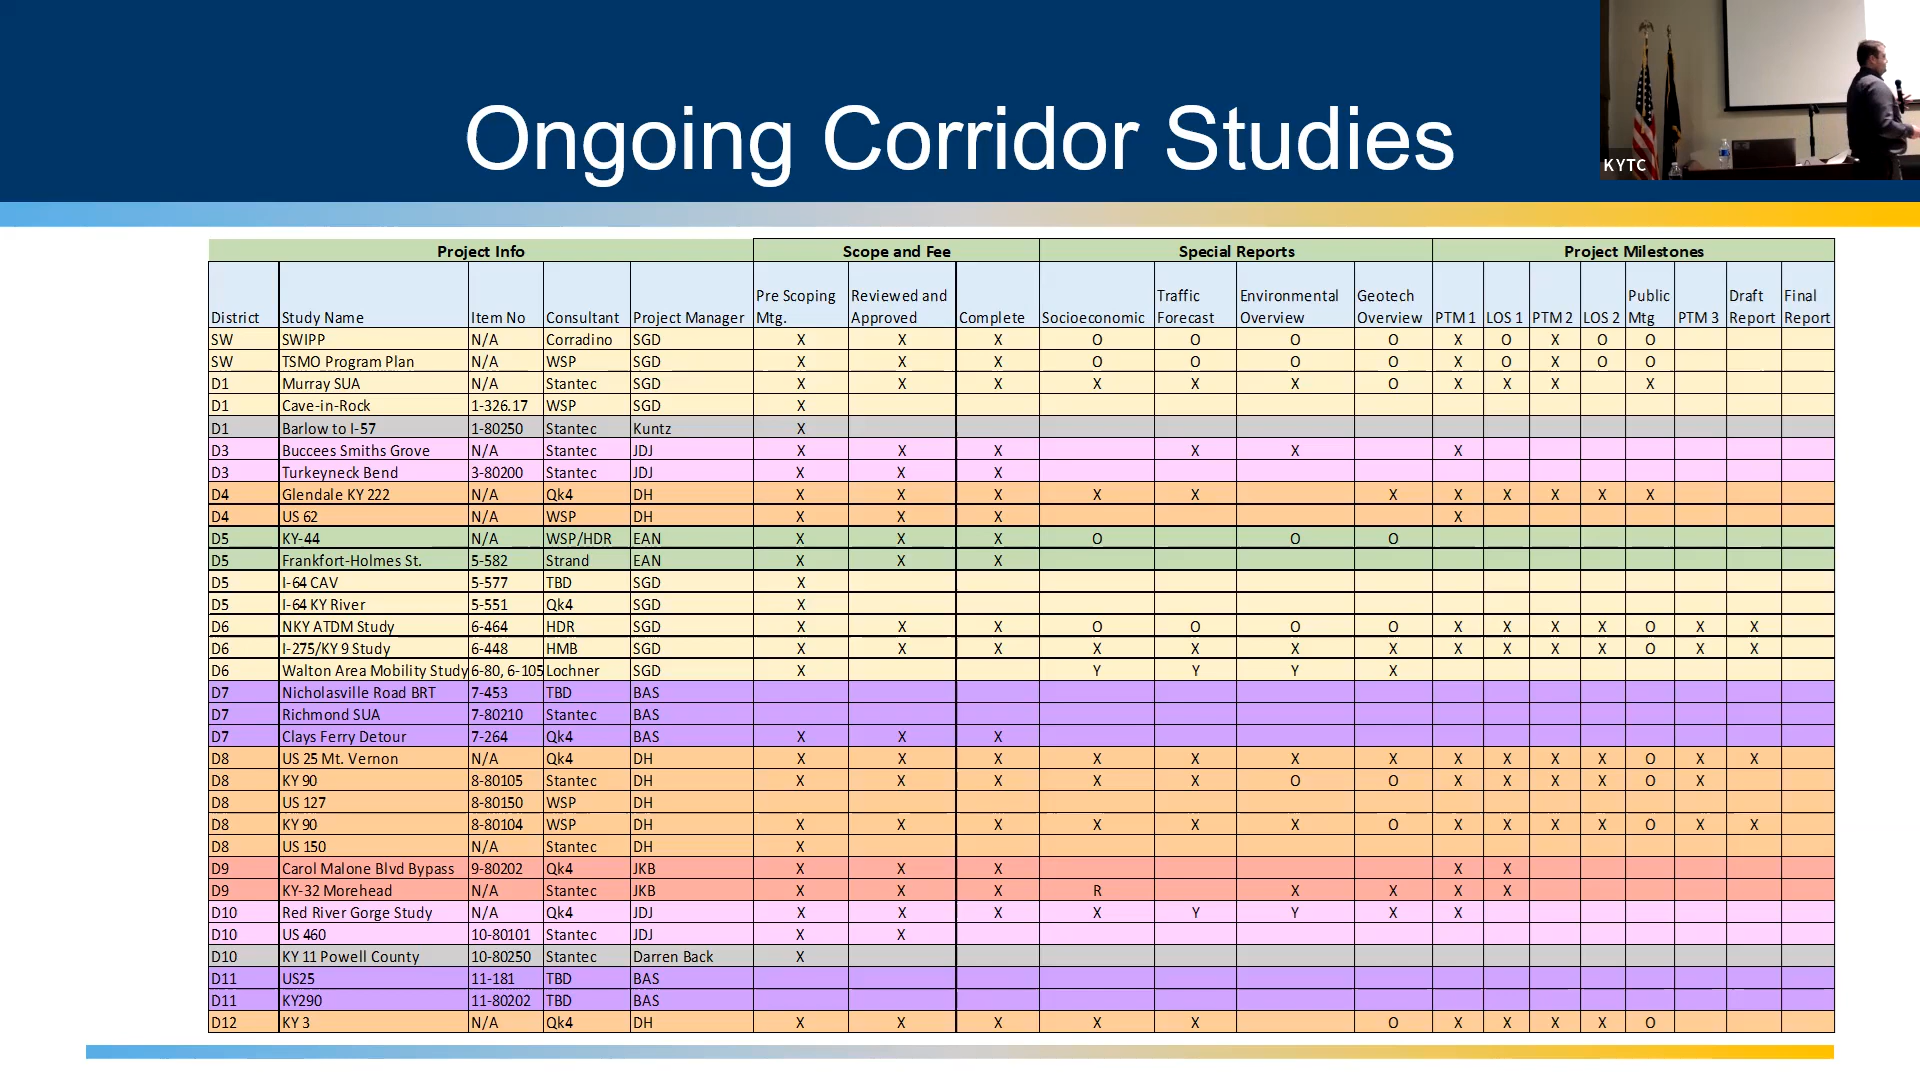 Ongoing Corridor Studies
KYTC
Project Info Scope and Fee Special Reports Project Milestones
District Study Name Item No Consultant Project Manager Pre Scoping Mtg. Reviewed and Approved Complete Socioeconomic Traffic Forecast Environmental Overview Geotech Overview PTM 1 LOS 1 PTM 2 LOS 2 Public Mtg PTM 3 Draft Report Final Report
SW SWIPP N/A Corradino SGD X X X O O O O X O X O O
SW TSMO Program Plan N/A WSP SGD X X X O O O O X O X O O
D1 Murray SUA N/A Stantec SGD X X X X X X O X X X X
D1 Cave-in-Rock 1-326.17 WSP SGD X
D1 Barlow to I-57 1-80250 Stantec Kuntz X
D3 Buccees Smiths Grove N/A Stantec JDJ X X X X X X
D3 Turkeyneck Bend 3-80200 Stantec JDJ X X X
D4 Glendale KY 222 N/A Qk4 DH X X X X X X X X X X X
D4 US 62 N/A WSP DH X X X X
D5 KY-44 N/A WSP/HDR EAN X X X O O O
D5 Frankfort-Holmes St. 5-582 Strand EAN X X X
D5 I-64 CAV 5-577 TBD SGD X
D5 I-64 KY River 5-551 Qk4 SGD X
D6 NKY ATDM Study 6-464 HDR SGD X X X O O O O X X X X O X X
D6 I-275/KY 9 Study 6-448 HMB SGD X X X X X X X X X X X O X X
D6 Walton Area Mobility Study 6-80, 6-105 Lochner SGD X Y Y Y X
D7 Nicholasville Road BRT 7-453 TBD BAS
D7 Richmond SUA 7-80210 Stantec BAS
D7 Clays Ferry Detour 7-264 Qk4 BAS X X X
D8 US 25 Mt. Vernon N/A Qk4 DH X X X X X X X X X X X O X X
D8 KY 90 8-80105 Stantec DH X X X X X O O X X X X O X
D8 US 127 8-80150 WSP DH
D8 KY 90 8-80104 WSP DH X X X X X X O X X X X O X X
D8 US 150 N/A Stantec DH X
D9 Carol Malone Blvd Bypass 9-80202 Qk4 JKB X X X X X
D9 KY-32 Morehead N/A Stantec JKB X X X R X X X X
D10 Red River Gorge Study N/A Qk4 JDJ X X X X Y Y X X
D10 US 460 10-80101 Stantec JDJ X X
D10 KY 11 Powell County 10-80250 Stantec Darren Back X
D11 US25 11-181 TBD BAS
D11 KY290 11-80202 TBD BAS
D12 KY 3 N/A Qk4 DH X X X X X O X X X X O